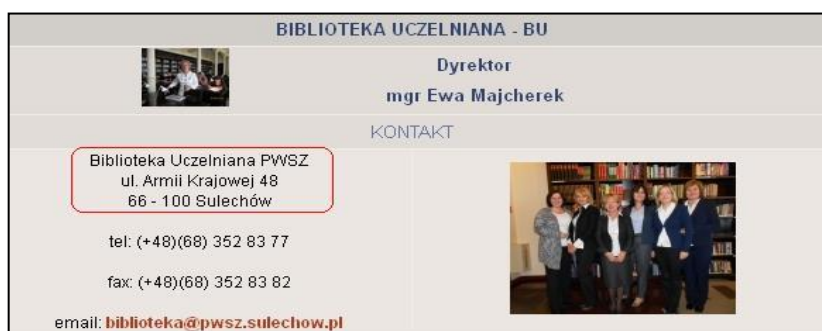 BIBLIOTEKA UCZELNIANA - BU
Dyrektor
mgr Ewa Majcherek
KONTAKT
Biblioteka Uczelniana PWSZ
ul. Armii Krajowej 48
66 - 100 Sulechów
tel: (+48)(68) 352 83 77
fax: (+48)(68) 352 83 82
email: biblioteka@pwsz.sulechow.pl